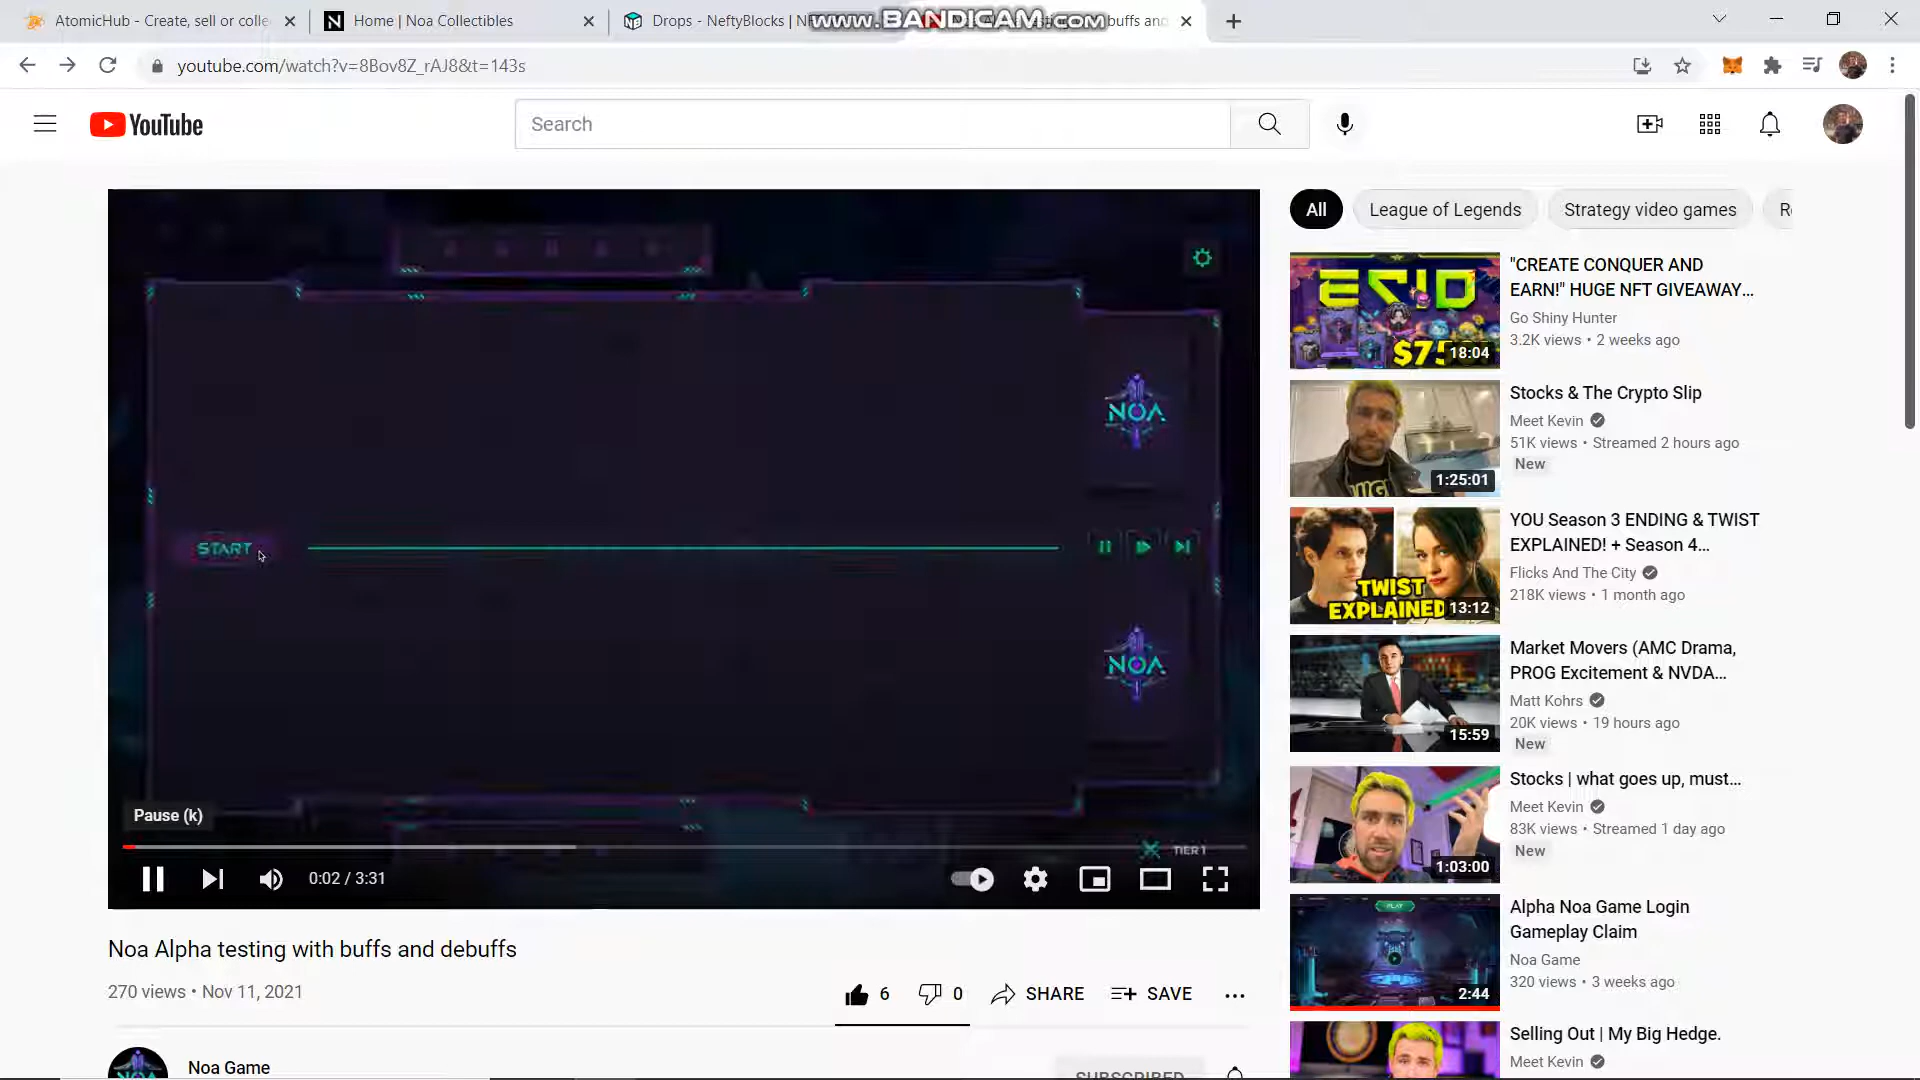 AtomicHub - Create, sell or colle
Home | Noa Collectibles
Drops - NeftyBlocks | N
www.BANDICAM.com
buffs and
youtube.com/watch?v=8Bov8Z_rAJ8&t=143s
YouTube
Search
All
League of Legends
Strategy video games
"CREATE CONQUER AND
EARN!" HUGE NFT GIVEAWAY...
Go Shiny Hunter
3.2K views • 2 weeks ago
18:04
Stocks & The Crypto Slip
Meet Kevin
51K views • Streamed 2 hours ago
New
1:25:01
YOU Season 3 ENDING & TWIST
EXPLAINED! + Season 4...
Flicks And The City
218K views • 1 month ago
TWIST
EXPLAINED
13:12
Market Movers (AMC Drama,
PROG Excitement & NVDA...
Matt Kohrs
20K views • 19 hours ago
New
15:59
Stocks | what goes up, must...
Meet Kevin
83K views • Streamed 1 day ago
New
1:03:00
Alpha Noa Game Login
Gameplay Claim
Noa Game
320 views • 3 weeks ago
PLAY
2:44
Selling Out | My Big Hedge.
Meet Kevin
NOA
START
NOA
Pause (k)
TIER 1
0:02 / 3:31
Noa Alpha testing with buffs and debuffs
270 views • Nov 11, 2021
6
0
SHARE
SAVE
Noa Game
SUBSCRIBED
NOA